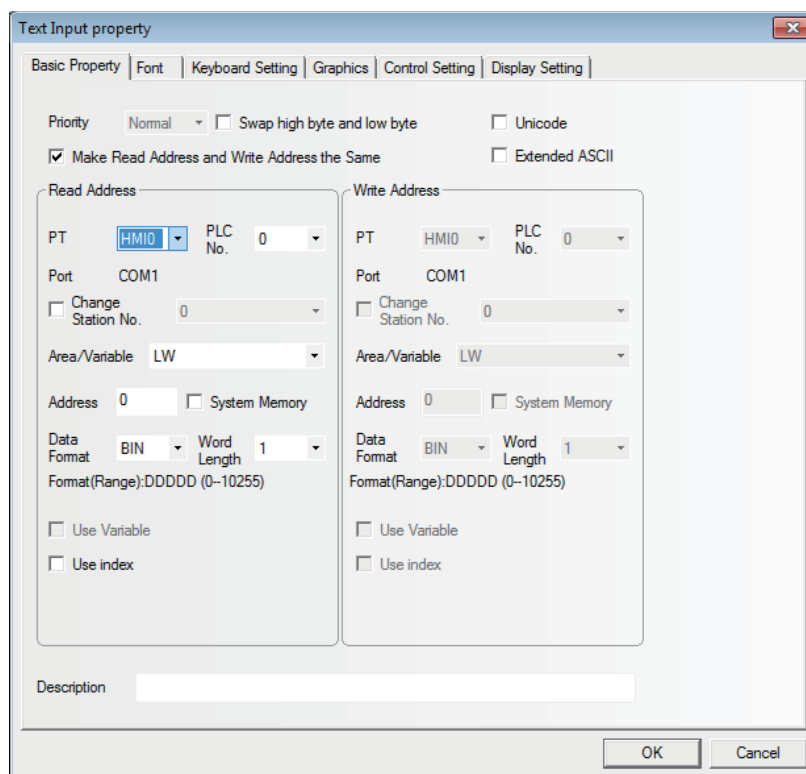 Text Input property
Basic Property Font Keyboard Setting Graphics Control Setting Display Setting
Priority Normal Swap high byte and low byte Unicode
Make Read Address and Write Address the Same Extended ASCII
Read Address Write Address
PT HMI0 PLC No. 0 PT HMI0 PLC No. 0
Port COM1 Port COM1
Change Station No. 0 Change Station No. 0
Area/Variable LW Area/Variable LW
Address 0 System Memory Address 0 System Memory
Data Format BIN Word Length 1 Data Format BIN Word Length 1
Format(Range):DDDDD (0--10255) Format(Range):DDDDD (0--10255)
Use Variable Use Variable
Use index Use index
Description
OK Cancel